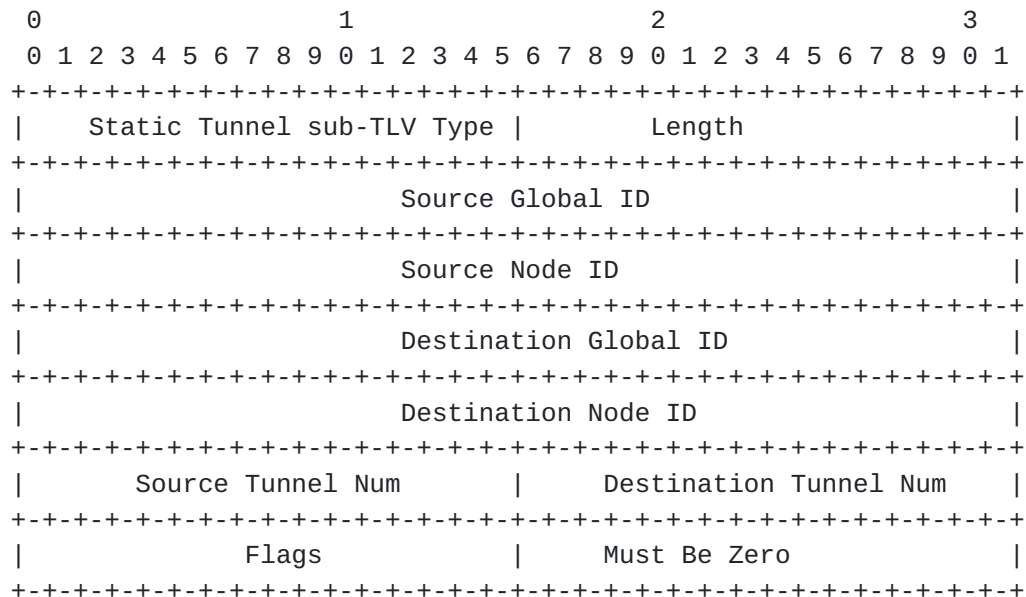 0                   1                   2                   3
 0 1 2 3 4 5 6 7 8 9 0 1 2 3 4 5 6 7 8 9 0 1 2 3 4 5 6 7 8 9 0 1
+-+-+-+-+-+-+-+-+-+-+-+-+-+-+-+-+-+-+-+-+-+-+-+-+-+-+-+-+-+-+-+-+
|    Static Tunnel sub-TLV Type |        Length                 |
+-+-+-+-+-+-+-+-+-+-+-+-+-+-+-+-+-+-+-+-+-+-+-+-+-+-+-+-+-+-+-+-+
|                        Source Global ID                       |
+-+-+-+-+-+-+-+-+-+-+-+-+-+-+-+-+-+-+-+-+-+-+-+-+-+-+-+-+-+-+-+-+
|                        Source Node ID                         |
+-+-+-+-+-+-+-+-+-+-+-+-+-+-+-+-+-+-+-+-+-+-+-+-+-+-+-+-+-+-+-+-+
|                        Destination Global ID                  |
+-+-+-+-+-+-+-+-+-+-+-+-+-+-+-+-+-+-+-+-+-+-+-+-+-+-+-+-+-+-+-+-+
|                        Destination Node ID                    |
+-+-+-+-+-+-+-+-+-+-+-+-+-+-+-+-+-+-+-+-+-+-+-+-+-+-+-+-+-+-+-+-+
|       Source Tunnel Num       |     Destination Tunnel Num    |
+-+-+-+-+-+-+-+-+-+-+-+-+-+-+-+-+-+-+-+-+-+-+-+-+-+-+-+-+-+-+-+-+
|              Flags            |     Must Be Zero              |
+-+-+-+-+-+-+-+-+-+-+-+-+-+-+-+-+-+-+-+-+-+-+-+-+-+-+-+-+-+-+-+-+